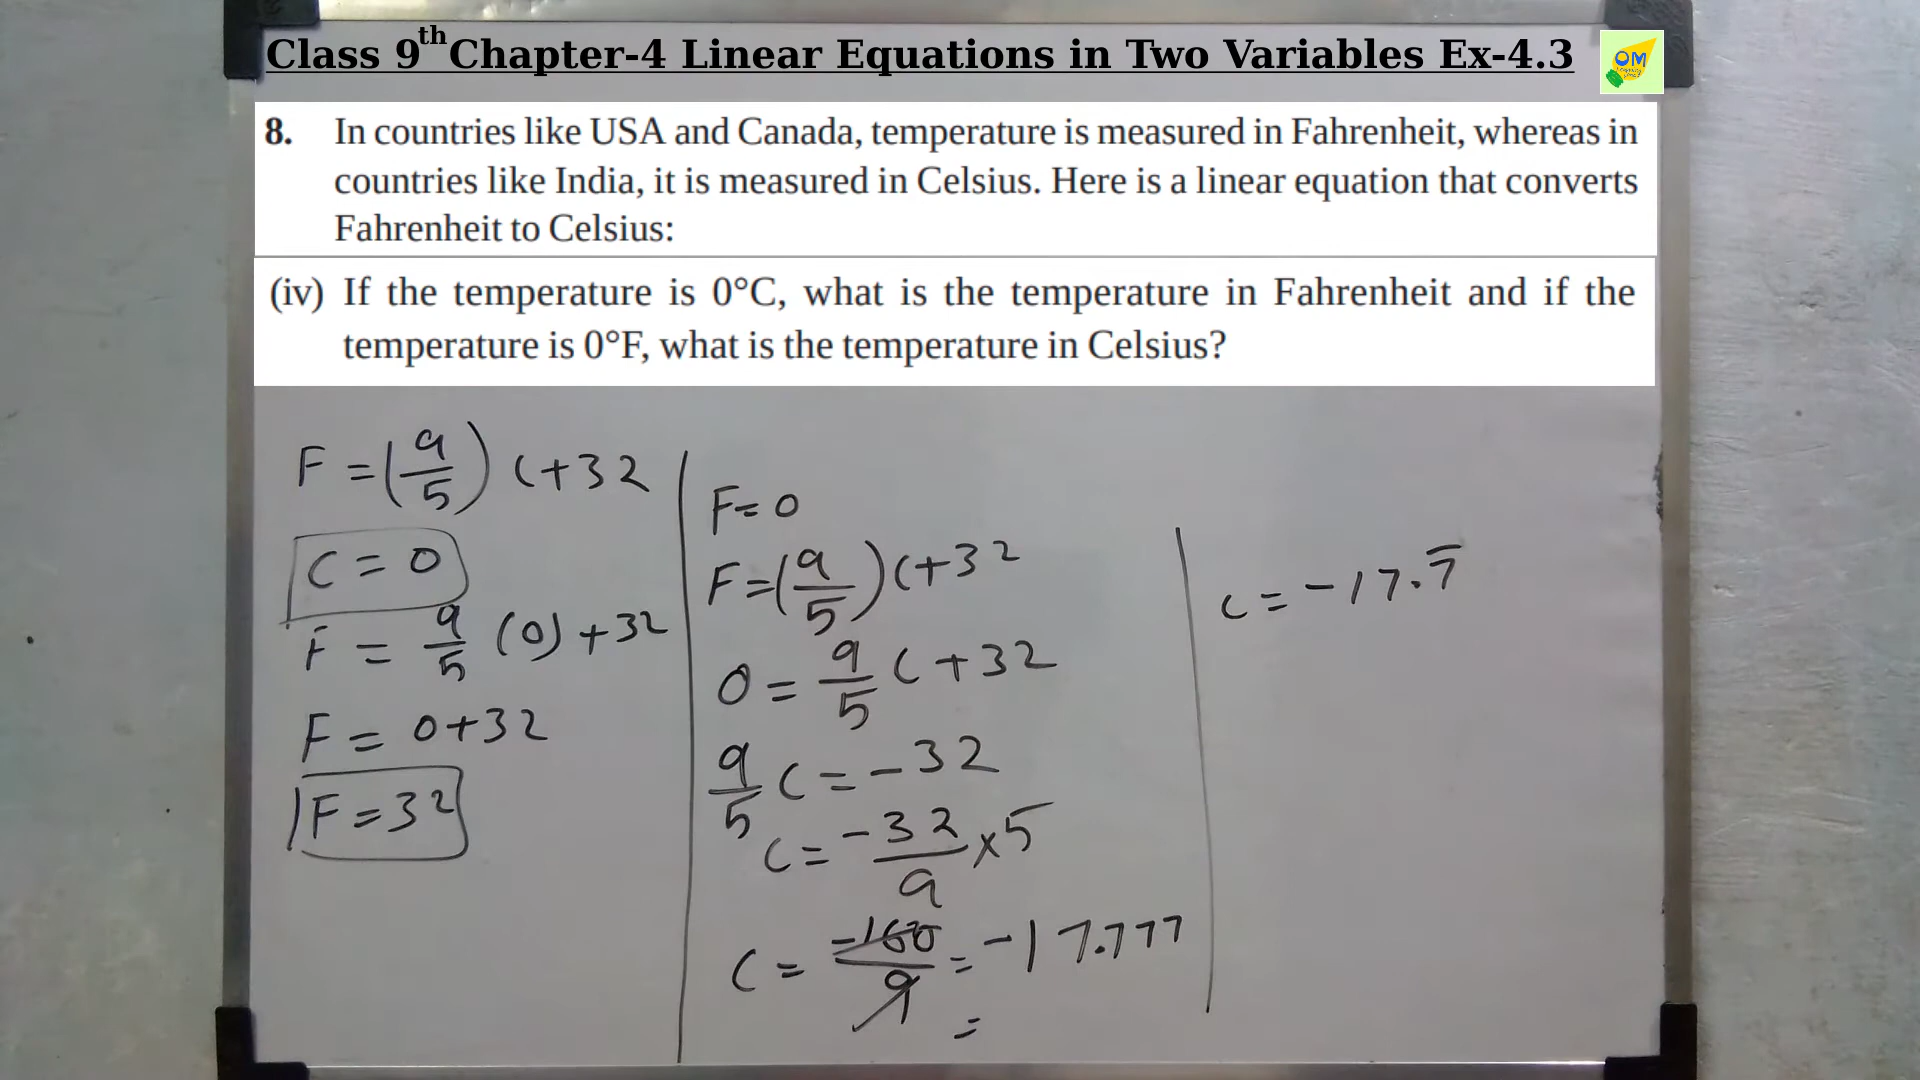 Class 9th Chapter-4 Linear Equations in Two Variables Ex-4.3
OM
8. In countries like USA and Canada, temperature is measured in Fahrenheit, whereas in
countries like India, it is measured in Celsius. Here is a linear equation that converts
Fahrenheit to Celsius:
(iv) If the temperature is 0°C, what is the temperature in Fahrenheit and if the
temperature is 0°F, what is the temperature in Celsius?
F = (9/5) C+32
C = 0
F = 9/5 (0) +32
F = 0+32
F = 32
F = 0
F = (9/5) C+32
0 = 9/5 C +32
9/5 C = -32
C = -32/9 x5
C = -160/9 = -17.777
=
C = -17.7̅